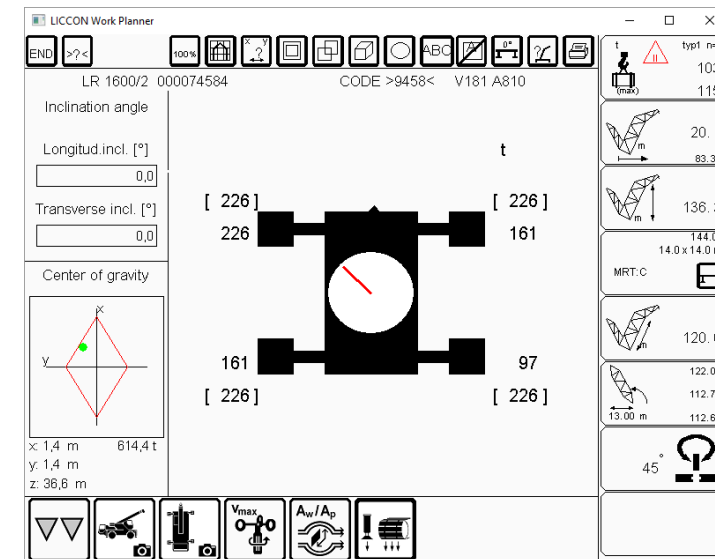 LICCON Work Planner
END >?< 100% x y ? ABC A 0° ?
LR 1600/2 000074584 CODE >9458< V181 A810
Inclination angle
Longitud.incl. [°]
0,0
Transverse incl. [°]
0,0
Center of gravity
x
y
x: 1,4 m 614,4 t
y: 1,4 m
z: 36,6 m
t
[ 226] [ 226]
226 161
161 97
[ 226] [ 226]
t II typ1 n=
103
(max) 115
20.
m 83.3
136.
m
144.0
14.0 x 14.0
MRT:C
120.
m
122.0
112.7
13.00 m 112.6
45°
Vmax
Aw/Ap